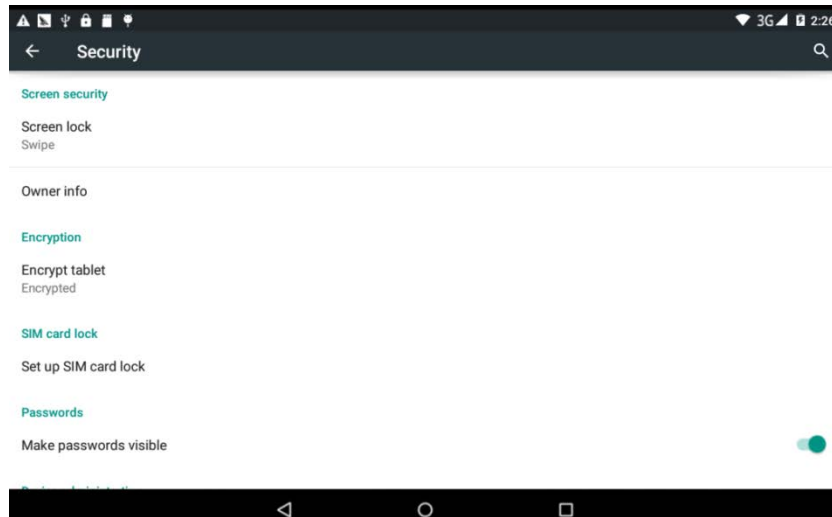 3G 2:26
Security
Screen security
Screen lock
Swipe
Owner info
Encryption
Encrypt tablet
Encrypted
SIM card lock
Set up SIM card lock
Passwords
Make passwords visible